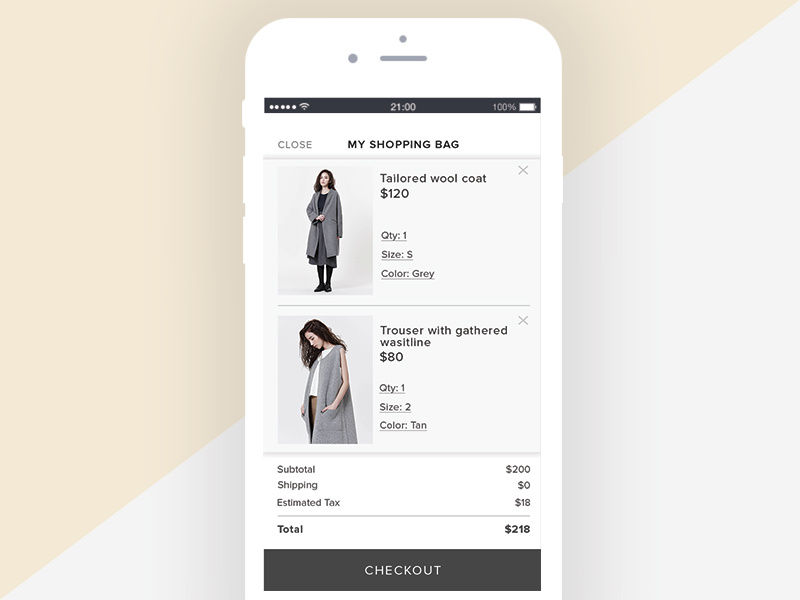 21:00
100%
CLOSE
MY SHOPPING BAG
Tailored wool coat
$120
Qty: 1
Size: S
Color: Grey
Trouser with gathered
wasitline
$80
Qty: 1
Size: 2
Color: Tan
Subtotal $200
Shipping $0
Estimated Tax $18
Total $218
CHECKOUT